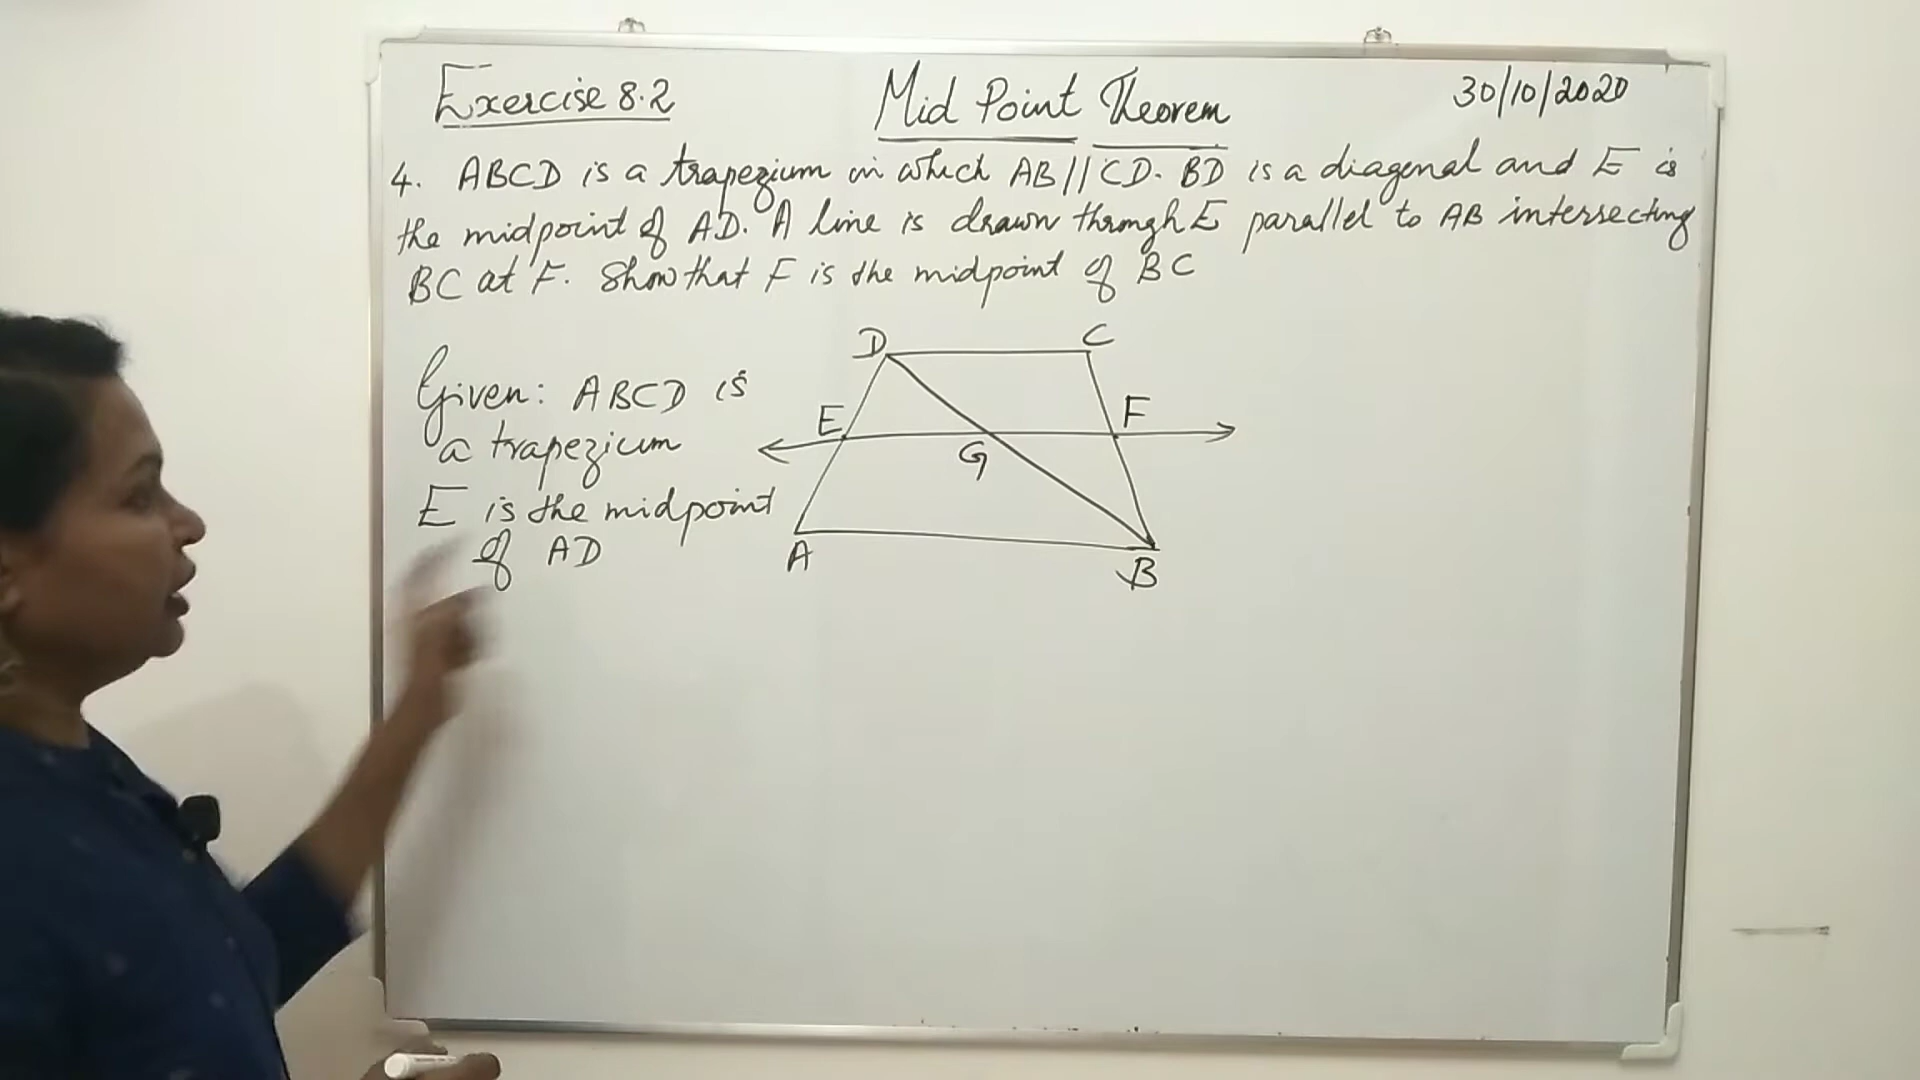 Exercise 8.2
Mid Point Theorem
30/10/2020
4. ABCD is a trapezium in which AB//CD. BD is a diagonal and E is
the midpoint of AD. A line is drawn through E parallel to AB intersecting
BC at F. Show that F is the midpoint of BC
Given: ABCD is
a trapezium
E is the midpoint
of AD
D C
E F
G
A B